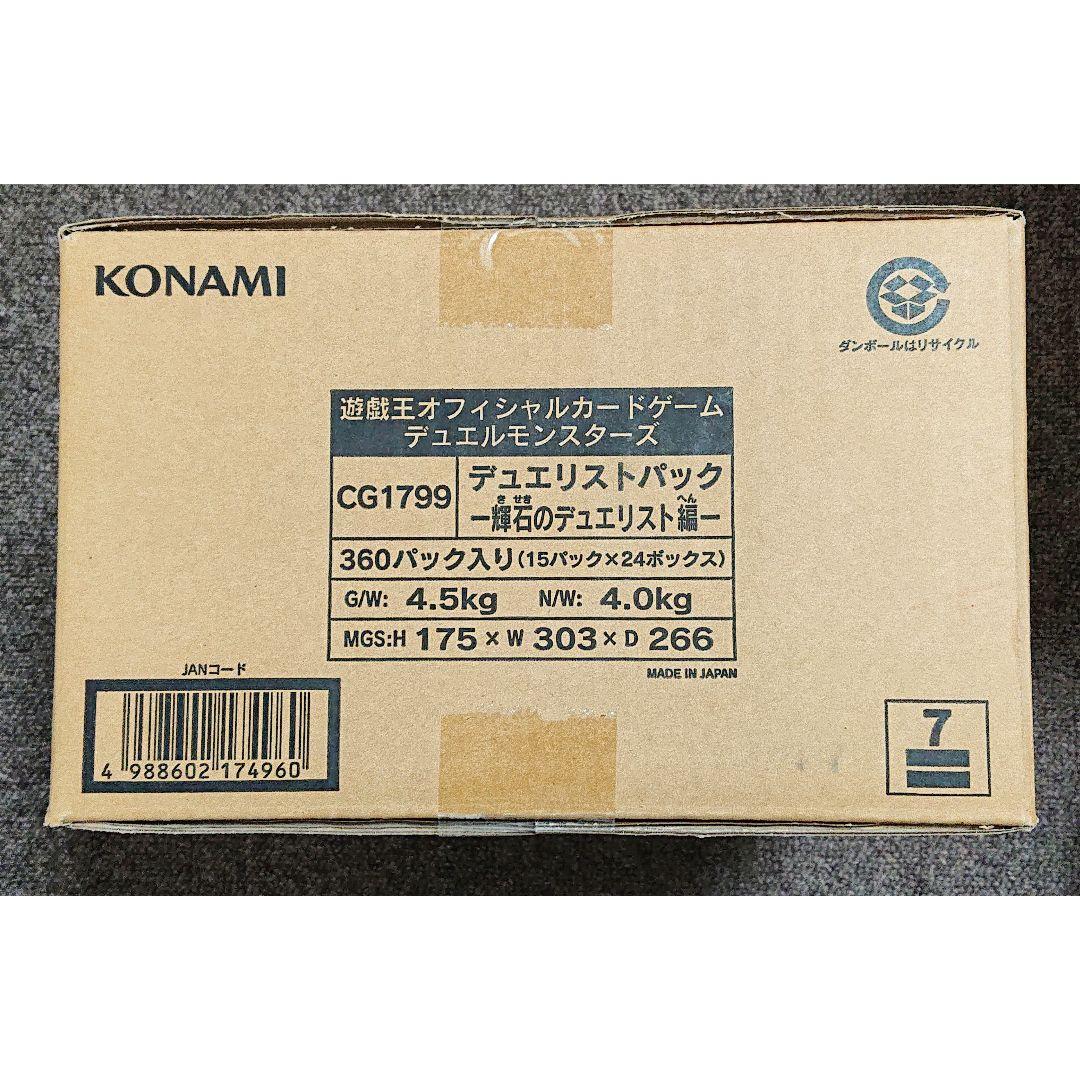 KONAMI
ダンボールはリサイクル
遊戯王オフィシャルカードゲーム
デュエルモンスターズ
CG1799
デュエリストパック
き せき へん
ー輝石のデュエリスト編ー
360パック入り(15パック×24ボックス)
G/W: 4.5kg N/W: 4.0kg
MGS:H 175 × W 303 × D 266
MADE IN JAPAN
JANコード
4 988602 174960
7